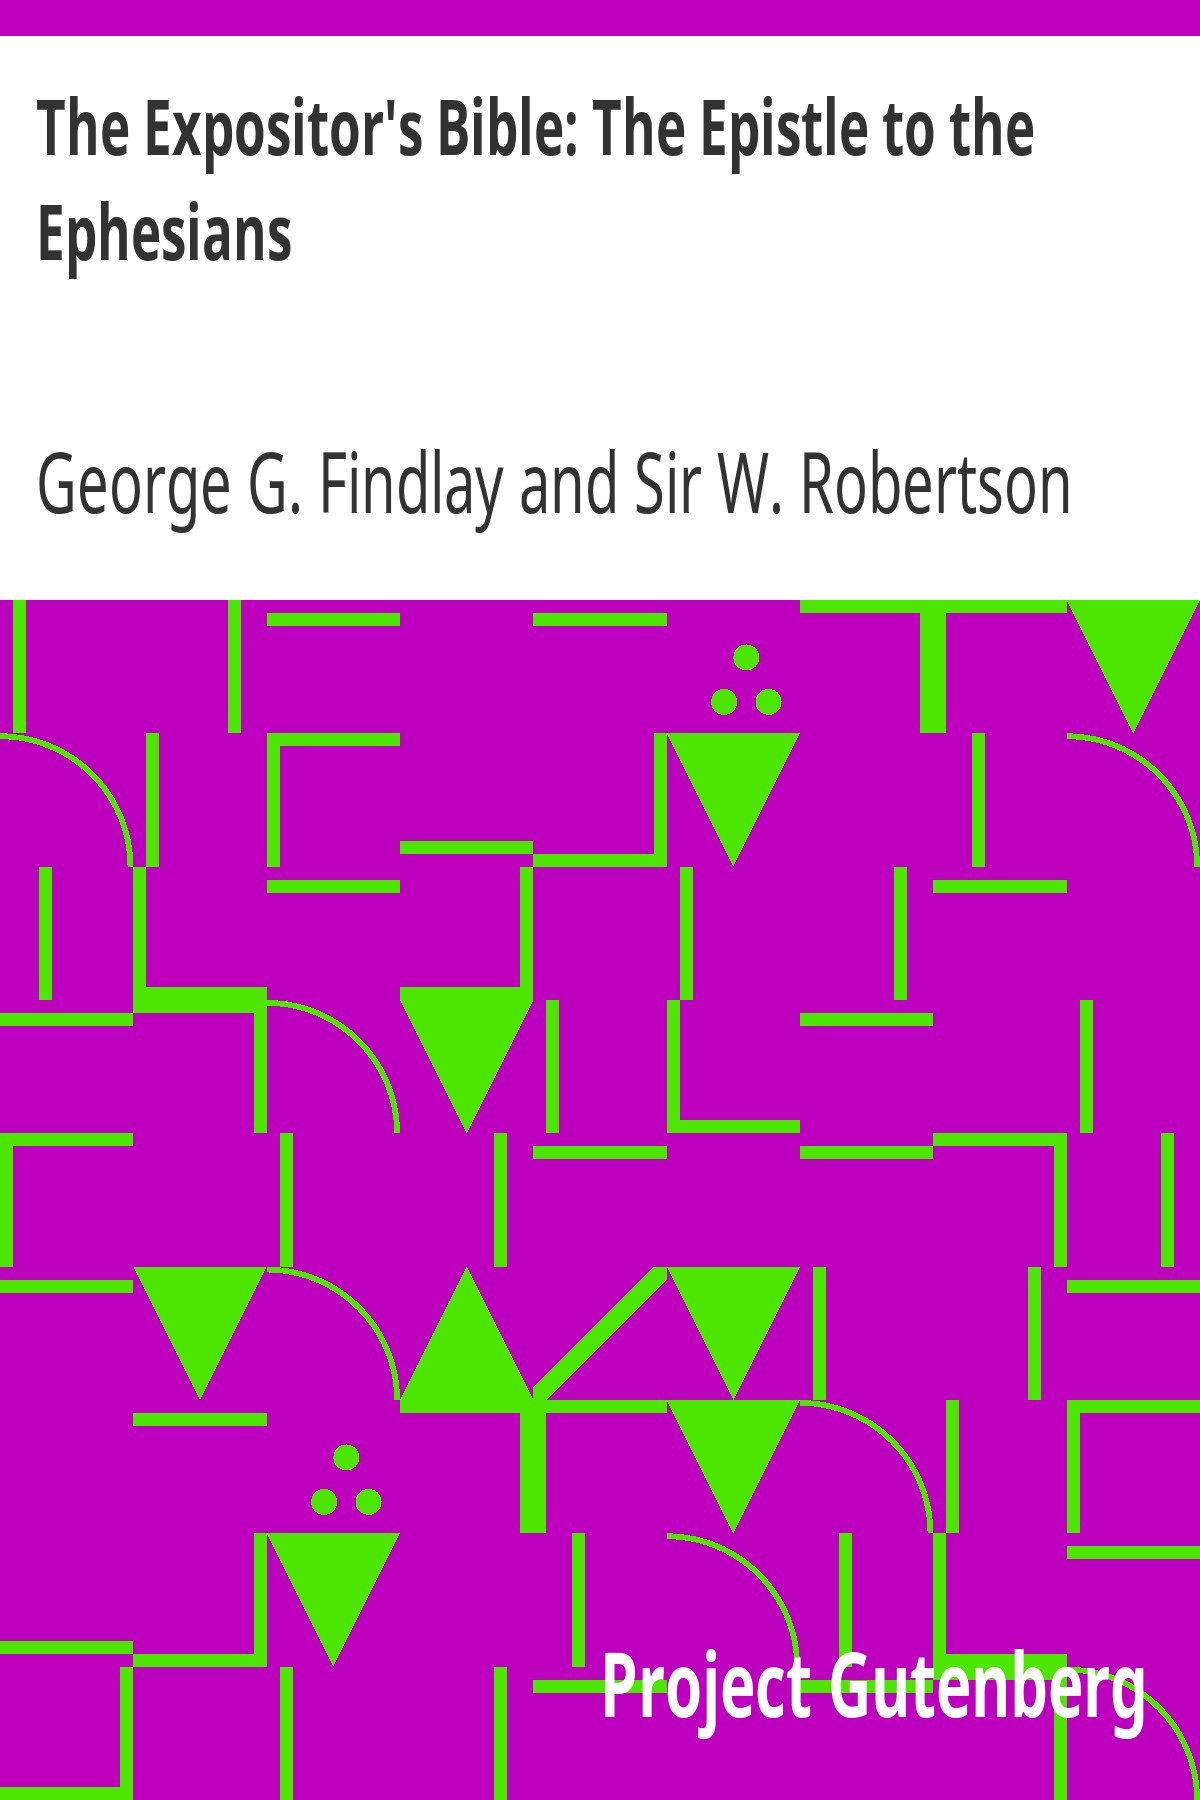 The Expositor's Bible: The Epistle to the
Ephesians
George G. Findlay and Sir W. Robertson
Project Gutenberg